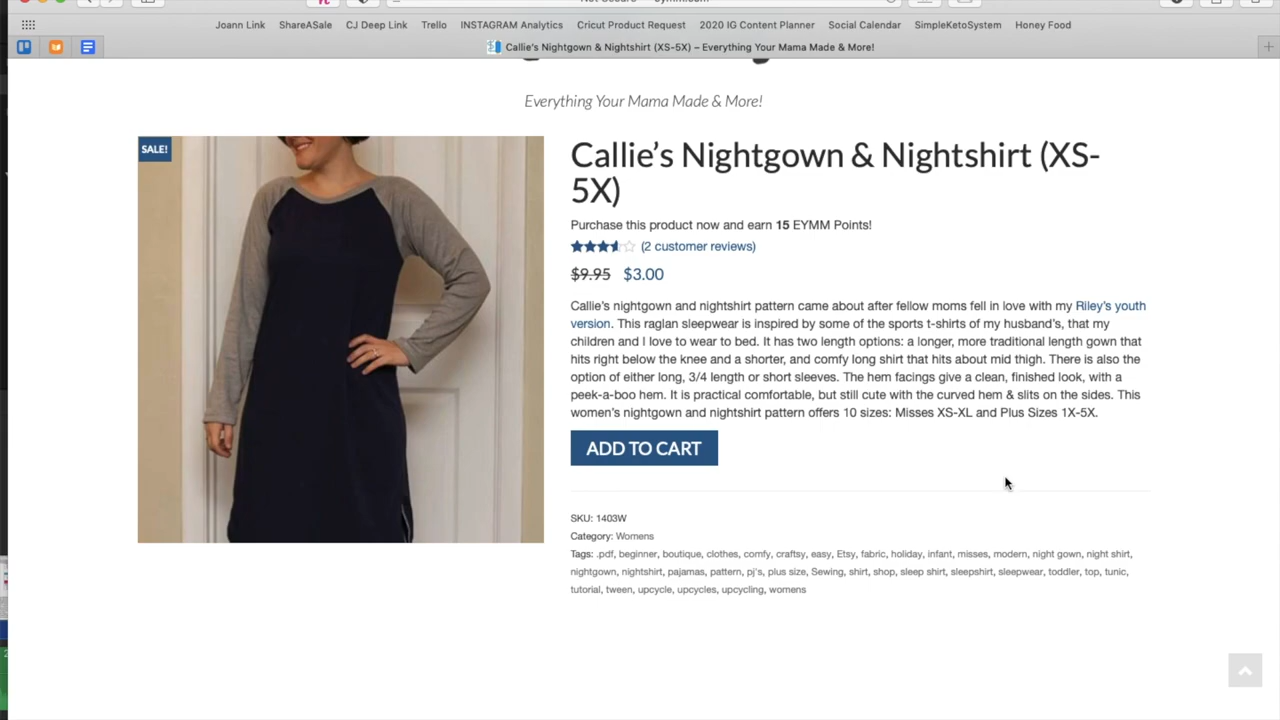 Joann Link ShareASale CJ Deep Link Trello INSTAGRAM Analytics Cricut Product Request 2020 IG Content Planner Social Calendar SimpleKetoSystem Honey Food
Callie's Nightgown & Nightshirt (XS-5X) – Everything Your Mama Made & More!
Everything Your Mama Made & More!
SALE!
Callie’s Nightgown & Nightshirt (XS-
5X)
Purchase this product now and earn 15 EYMM Points!
(2 customer reviews)
$9.95 $3.00
Callie’s nightgown and nightshirt pattern came about after fellow moms fell in love with my Riley’s youth
version. This raglan sleepwear is inspired by some of the sports t-shirts of my husband’s, that my
children and I love to wear to bed. It has two length options: a longer, more traditional length gown that
hits right below the knee and a shorter, and comfy long shirt that hits about mid thigh. There is also the
option of either long, 3/4 length or short sleeves. The hem facings give a clean, finished look, with a
peek-a-boo hem. It is practical comfortable, but still cute with the curved hem & slits on the sides. This
women’s nightgown and nightshirt pattern offers 10 sizes: Misses XS-XL and Plus Sizes 1X-5X.
ADD TO CART
SKU: 1403W
Category: Womens
Tags: .pdf, beginner, boutique, clothes, comfy, craftsy, easy, Etsy, fabric, holiday, infant, misses, modern, night gown, night shirt,
nightgown, nightshirt, pajamas, pattern, pj's, plus size, Sewing, shirt, shop, sleep shirt, sleepshirt, sleepwear, toddler, top, tunic,
tutorial, tween, upcycle, upcycles, upcycling, womens